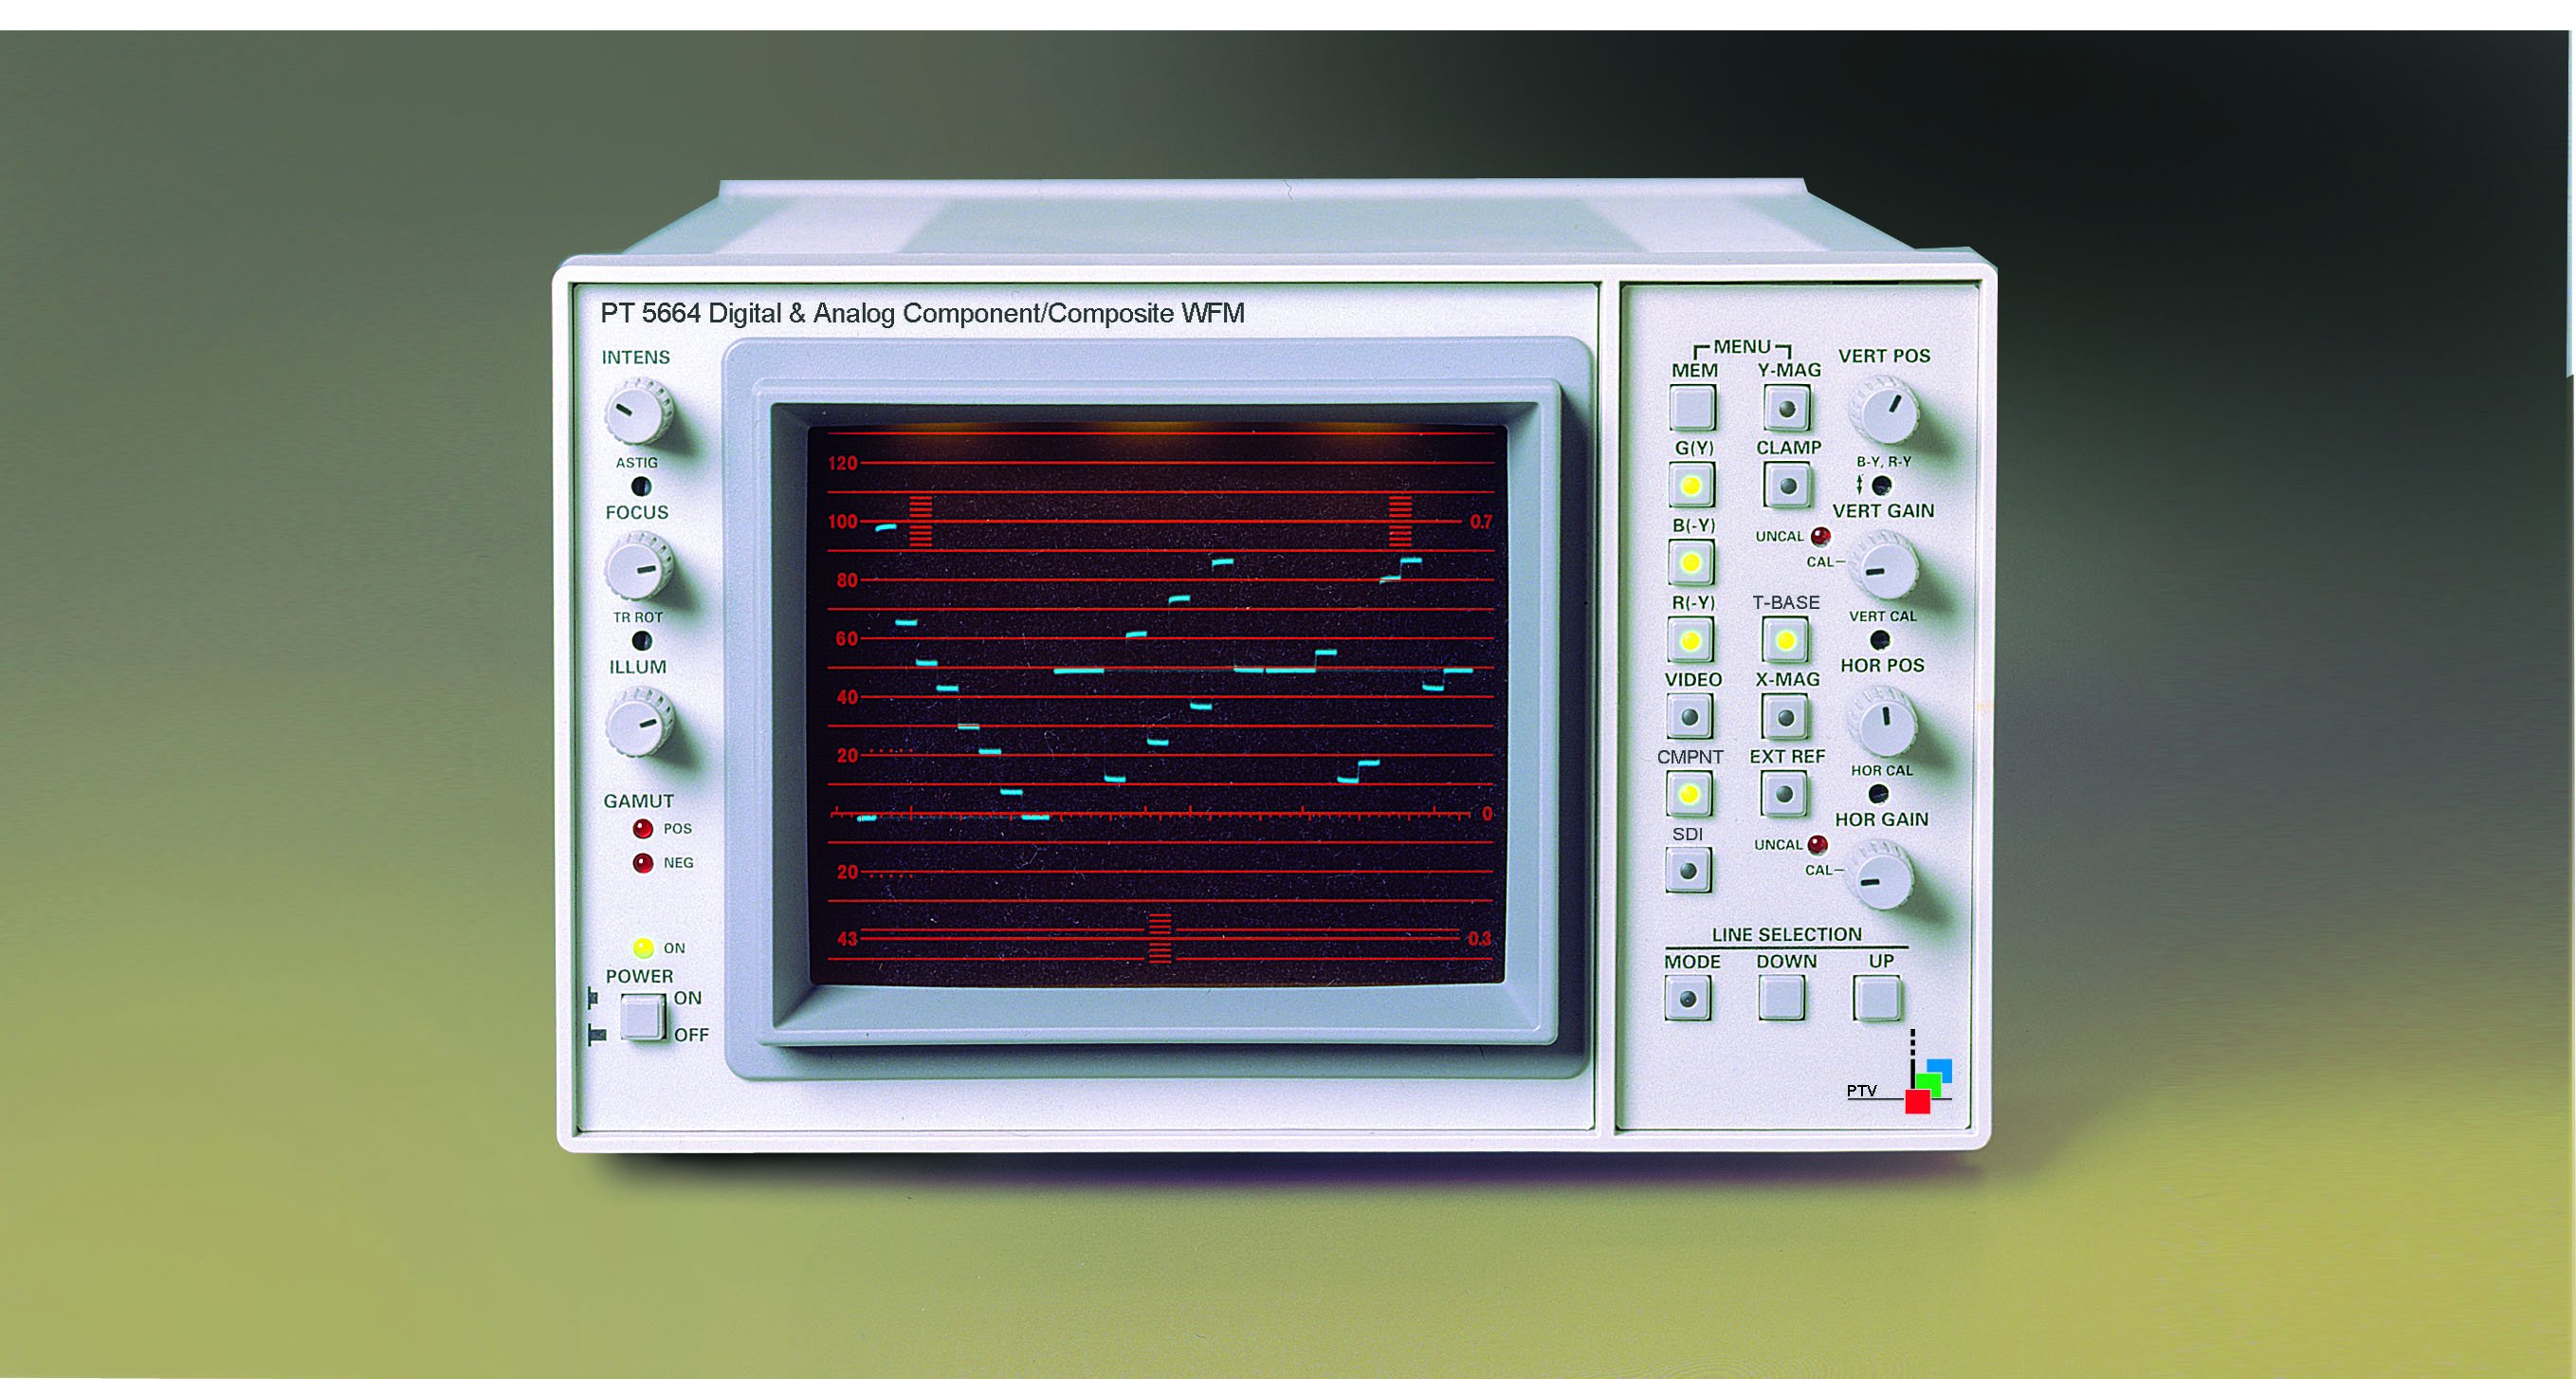 PT 5664 Digital & Analog Component/Composite WFM
INTENS
ASTIG
FOCUS
TR ROT
ILLUM
GAMUT
POS
NEG
ON
POWER
ON
OFF
120
100
0.7
80
60
40
20
0
20
43
0.3
MENU
MEM
Y-MAG
VERT POS
G(Y)
CLAMP
B-Y, R-Y
VERT GAIN
B(-Y)
UNCAL
CAL
R(-Y)
T-BASE
VERT CAL
HOR POS
VIDEO
X-MAG
CMPNT
EXT REF
HOR CAL
HOR GAIN
SDI
UNCAL
CAL
LINE SELECTION
MODE
DOWN
UP
PTV